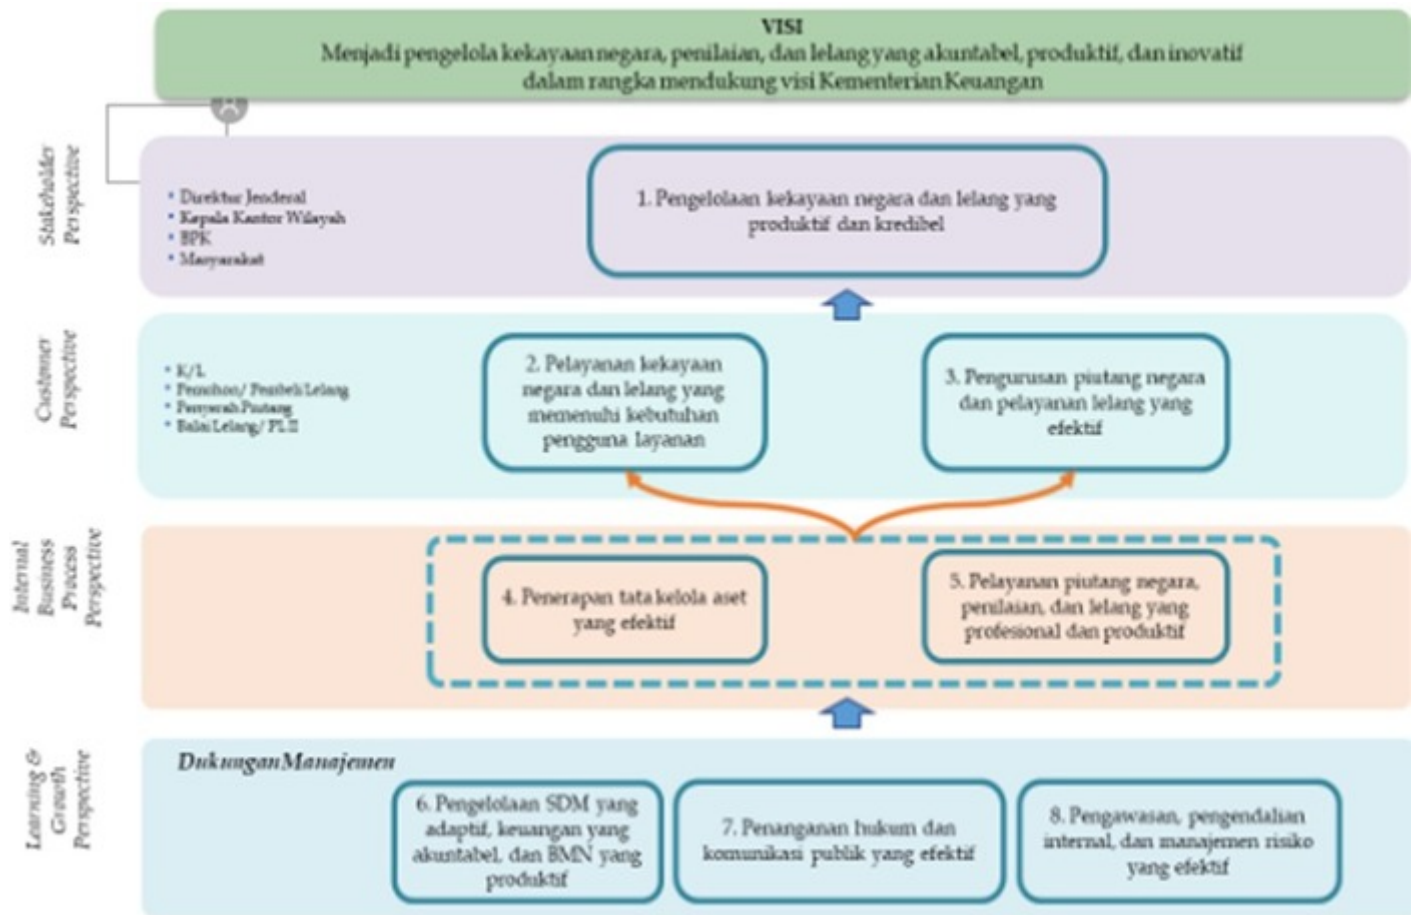 VISI
Menjadi pengelola kekayaan negara, penilaian, dan lelang yang akuntabel, produktif, dan inovatif
dalam rangka mendukung visi Kementerian Keuangan
Stakeholder
Perspective
• Direktur Jenderal
• Kepala Kantor Wilayah
• BPK
• Masyarakat
1. Pengelolaan kekayaan negara dan lelang yang
produktif dan kredibel
Customer
Perspective
• K/L
• Pemohon/ Pembeli Lelang
• Penyerah Piutang
• Balai Lelang/ PL II
2. Pelayanan kekayaan
negara dan lelang yang
memenuhi kebutuhan
pengguna layanan
3. Pengurusan piutang negara
dan pelayanan lelang yang
efektif
Internal
Business
Process
Perspective
4. Penerapan tata kelola aset
yang efektif
5. Pelayanan piutang negara,
penilaian, dan lelang yang
profesional dan produktif
Learning &
Growth
Perspective
Dukungan Manajemen
6. Pengelolaan SDM yang
adaptif, keuangan yang
akuntabel, dan BMN yang
produktif
7. Penanganan hukum dan
komunikasi publik yang efektif
8. Pengawasan, pengendalian
internal, dan manajemen risiko
yang efektif